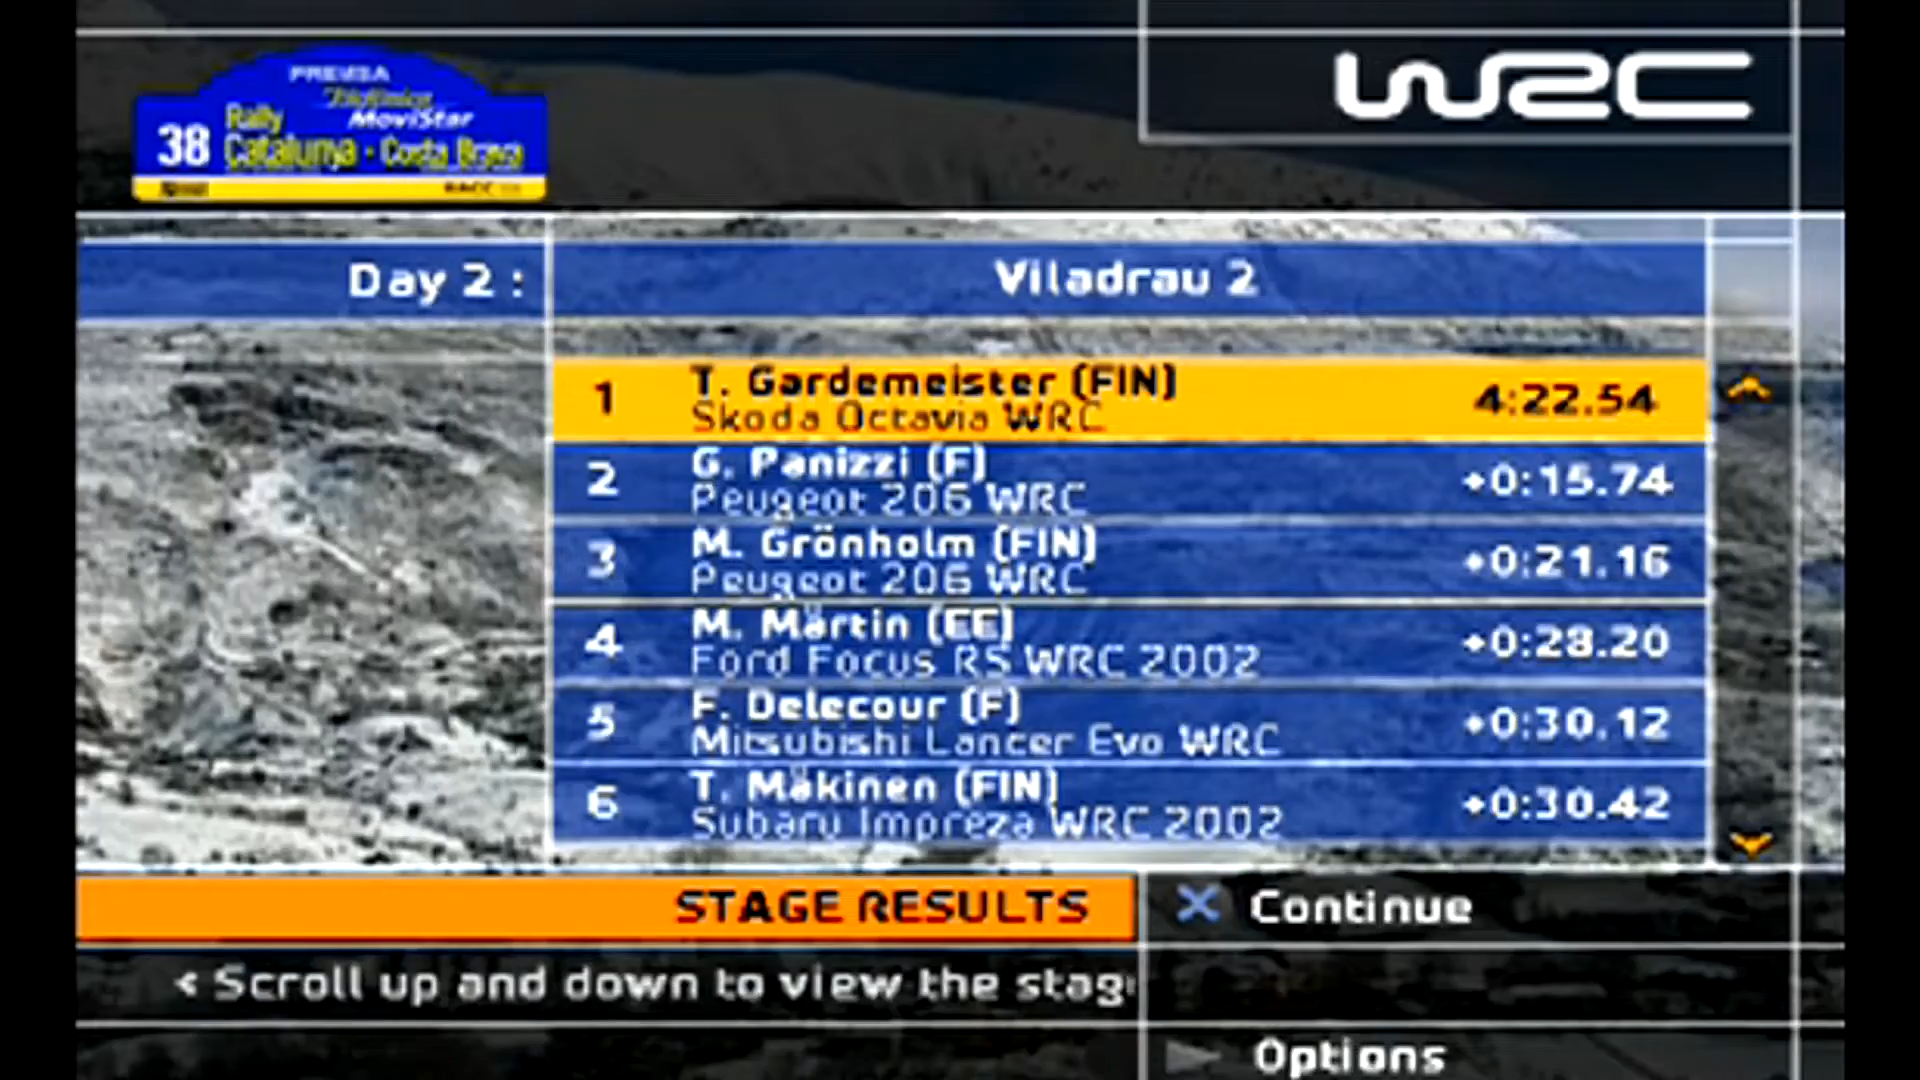 PREMSA
Telefónica
MoviStar
38 Rally
Catalunya - Costa Brava
RACC
WRC
Day 2 :
Viladrau 2
1 T. Gardemeister (FIN) 4:22.54
Skoda Octavia WRC
2 G. Panizzi (F) +0:15.74
Peugeot 206 WRC
3 M. Grönholm (FIN) +0:21.16
Peugeot 206 WRC
4 M. Märtin (EE) +0:28.20
Ford Focus RS WRC 2002
5 F. Delecour (F) +0:30.12
Mitsubishi Lancer Evo WRC
6 T. Mäkinen (FIN) +0:30.42
Subaru Impreza WRC 2002
STAGE RESULTS
Continue
< Scroll up and down to view the stag
Options